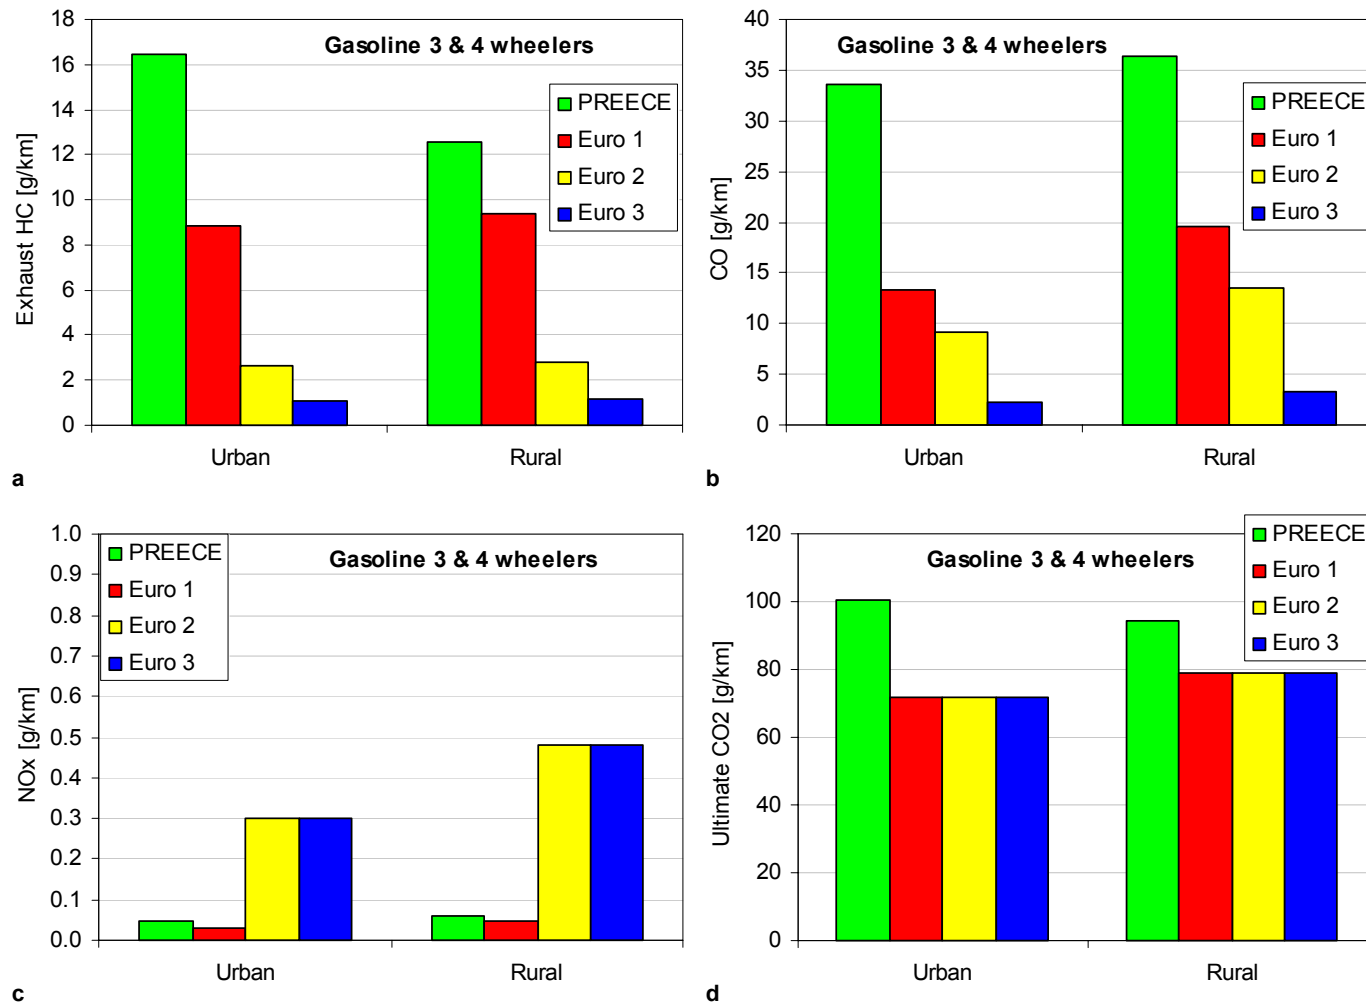 Gasoline 3 & 4 wheelers
Exhaust HC [g/km]
18
16
14
12
10
8
6
4
2
0
PREECE
Euro 1
Euro 2
Euro 3
Urban
Rural
a
Gasoline 3 & 4 wheelers
CO [g/km]
40
35
30
25
20
15
10
5
0
PREECE
Euro 1
Euro 2
Euro 3
Urban
Rural
b
Gasoline 3 & 4 wheelers
NOx [g/km]
1.0
0.9
0.8
0.7
0.6
0.5
0.4
0.3
0.2
0.1
0.0
PREECE
Euro 1
Euro 2
Euro 3
Urban
Rural
c
Gasoline 3 & 4 wheelers
Ultimate CO2 [g/km]
120
100
80
60
40
20
0
PREECE
Euro 1
Euro 2
Euro 3
Urban
Rural
d